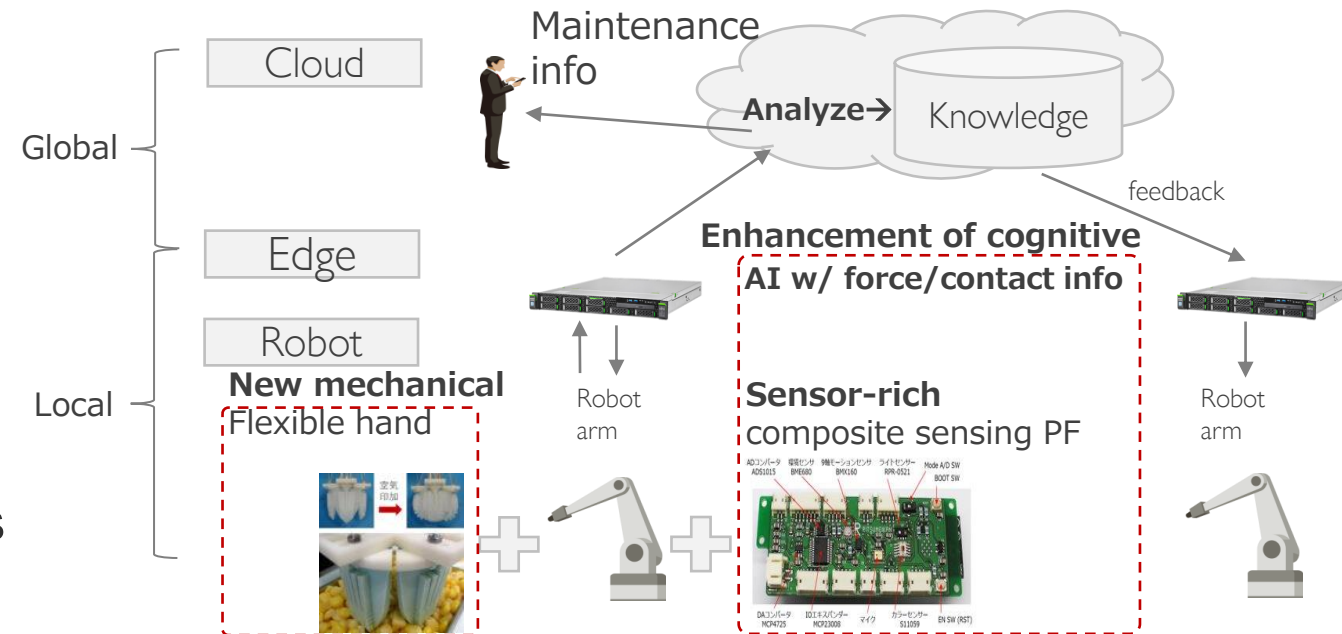 Maintenance
info
Cloud
Analyze→
Knowledge
Global
feedback
Enhancement of cognitive
AI w/ force/contact info
Edge
Robot
New mechanical
Flexible hand
Local
Robot
arm
Sensor-rich
composite sensing PF
Robot
arm
空気
印加
ADコンバータ
ADS1015
環境センサ
BME680
9軸モーションセンサ
BMX160
ライトセンサー
RPR-0521
Mode A/D SW
BOOT SW
s
DAコンバータ
MCP4725
IOエキスパンダー
MCP23008
マイク
カラーセンサー
S11059
EN SW (RST)